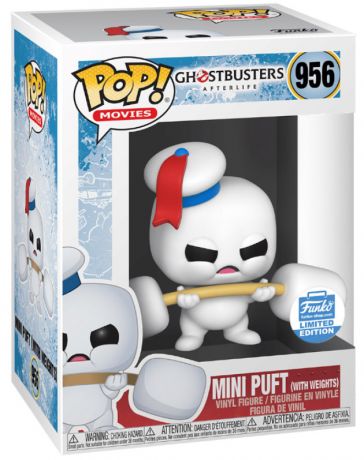 POP!
MOVIES
GHOSTBUSTERS
AFTERLIFE
956
POP!
MOVIES
Funko
LIMITED
EDITION
MINI PUFT (WITH WEIGHTS)
VINYL FIGURE / FIGURINE EN VINYLE
FIGURA DE VINIL
956